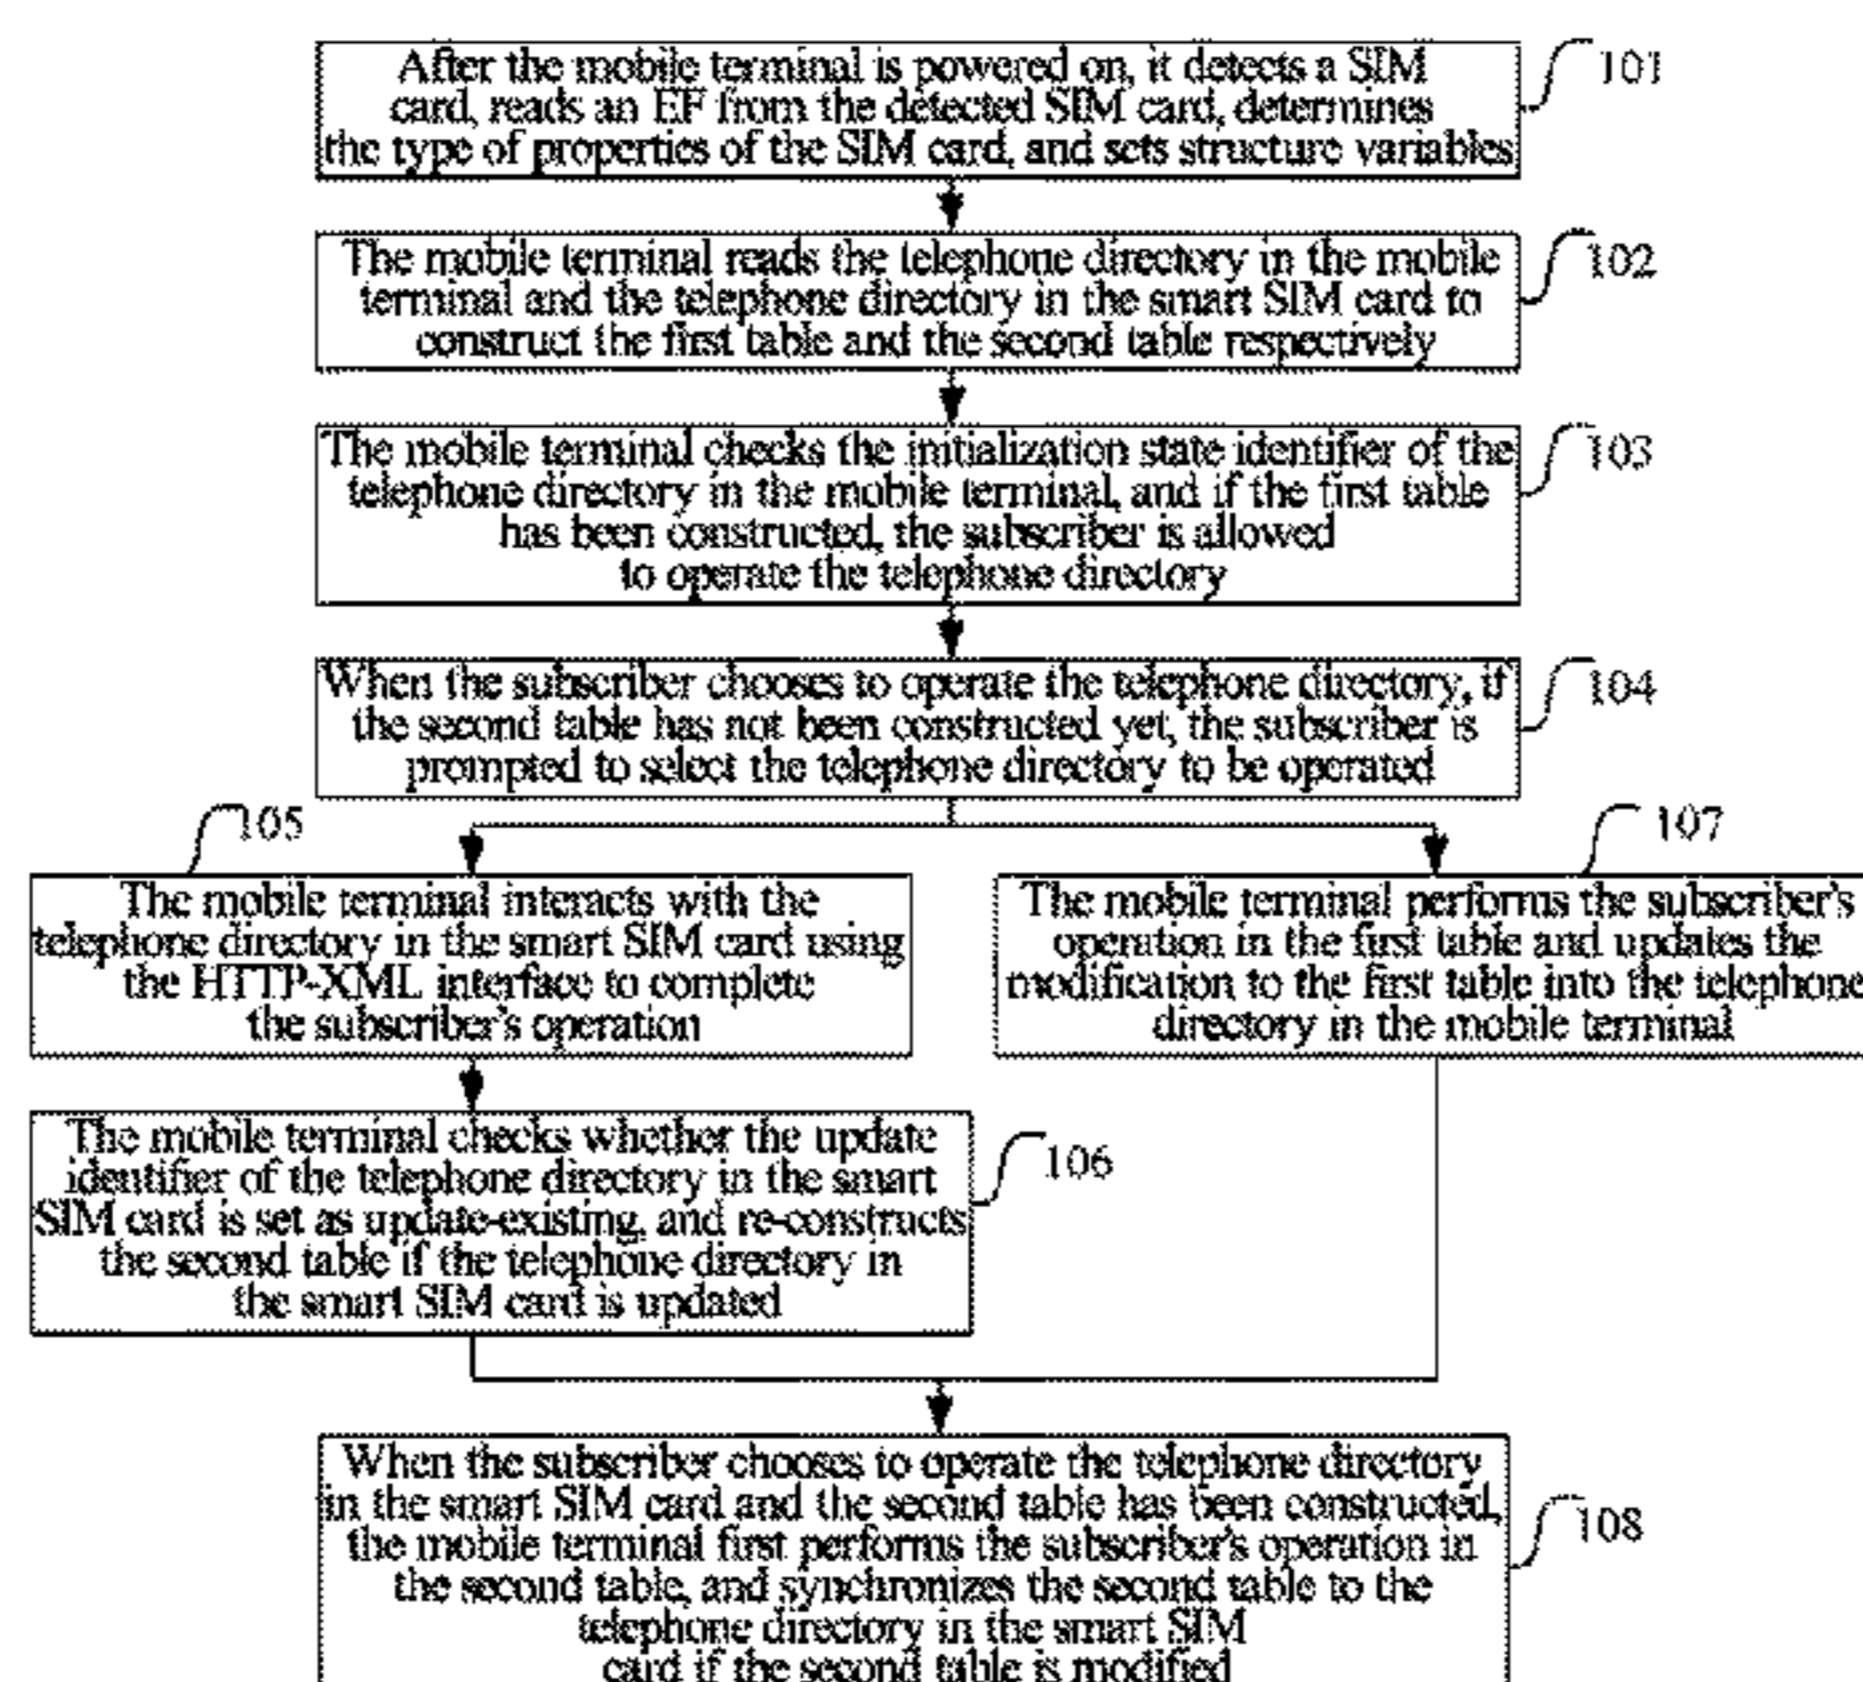 After the mobile terminal is powered on, it detects a SIM
card, reads an EF from the detected SIM card, determines
the type of properties of the SIM card, and sets structure variables
101
The mobile terminal reads the telephone directory in the mobile
terminal and the telephone directory in the smart SIM card to
construct the first table and the second table respectively
102
The mobile terminal checks the initialization state identifier of the
telephone directory in the mobile terminal, and if the first table
has been constructed, the subscriber is allowed
to operate the telephone directory
103
When the subscriber chooses to operate the telephone directory, if
the second table has not been constructed yet, the subscriber is
prompted to select the telephone directory to be operated
104
105
The mobile terminal interacts with the
telephone directory in the smart SIM card using
the HTTP-XML interface to complete
the subscriber's operation
107
The mobile terminal performs the subscriber's
operation in the first table and updates the
modification to the first table into the telephone
directory in the mobile terminal
The mobile terminal checks whether the update
identifier of the telephone directory in the smart
SIM card is set as update-existing, and re-constructs
the second table if the telephone directory in
the smart SIM card is updated
106
When the subscriber chooses to operate the telephone directory
in the smart SIM card and the second table has been constructed,
the mobile terminal first performs the subscriber's operation in
the second table, and synchronizes the second table to the
telephone directory in the smart SIM
card if the second table is modified
108